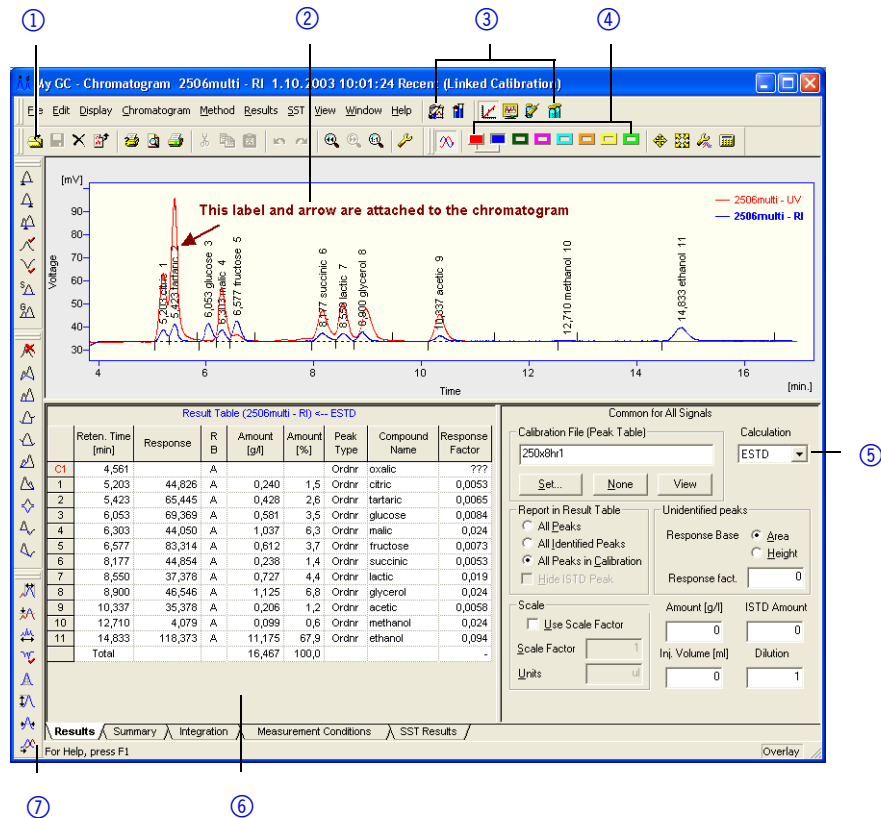 ① ② ③ ④
My GC - Chromatogram 2506multi - RI 1.10.2003 10:01:24 Recent (Linked Calibration)
File Edit Display Chromatogram Method Results SST View Window Help
[mV]
Voltage
90
80
70
60
50
40
30
This label and arrow are attached to the chromatogram
2506multi - UV
2506multi - RI
5,203 citric 1
5,423 tartaric 2
6,053 glucose 3
6,303 malic 4
6,577 fructose 5
8,177 succinic 6
8,550 lactic 7
8,900 glycerol 8
10,337 acetic 9
12,710 methanol 10
14,833 ethanol 11
4 6 8 10 12 14 16
Time [min.]
Result Table (2506multi - RI) <-- ESTD
Reten. Time [min] Response R B Amount [g/l] Amount [%] Peak Type Compound Name Response Factor
C1 4,561 A Ordnr oxalic ???
1 5,203 44,826 A 0,240 1,5 Ordnr citric 0,0053
2 5,423 65,445 A 0,428 2,6 Ordnr tartaric 0,0065
3 6,053 69,369 A 0,581 3,5 Ordnr glucose 0,0084
4 6,303 44,050 A 1,037 6,3 Ordnr malic 0,024
5 6,577 83,314 A 0,612 3,7 Ordnr fructose 0,0073
6 8,177 44,854 A 0,238 1,4 Ordnr succinic 0,0053
7 8,550 37,378 A 0,727 4,4 Ordnr lactic 0,019
8 8,900 46,546 A 1,125 6,8 Ordnr glycerol 0,024
9 10,337 35,378 A 0,206 1,2 Ordnr acetic 0,0058
10 12,710 4,079 A 0,099 0,6 Ordnr methanol 0,024
11 14,833 118,373 A 11,175 67,9 Ordnr ethanol 0,094
Total 16,467 100,0 -
Common for All Signals
Calibration File (Peak Table)
250x8hr1
Set... None View
Calculation
ESTD
⑤
Report in Result Table
All Peaks
All Identified Peaks
All Peaks in Calibration
Hide ISTD Peak
Unidentified peaks
Response Base
Area
Height
Response fact. 0
Scale
Use Scale Factor
Scale Factor 1
Units ul
Amount [g/l] ISTD Amount
0 0
Inj. Volume [ml] Dilution
0 1
Results Summary Integration Measurement Conditions SST Results
For Help, press F1
Overlay
⑦ ⑥